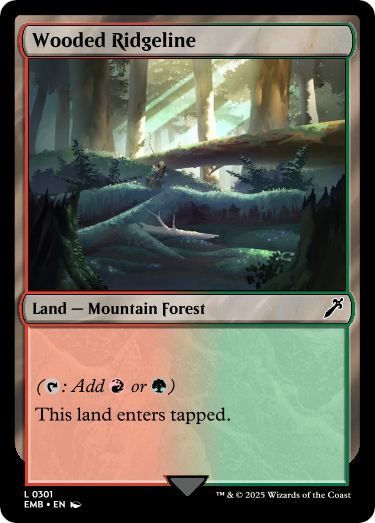 Wooded Ridgeline
Land — Mountain Forest
(: Add or )
This land enters tapped.
L 0301
EMB • EN
™ & © 2025 Wizards of the Coast